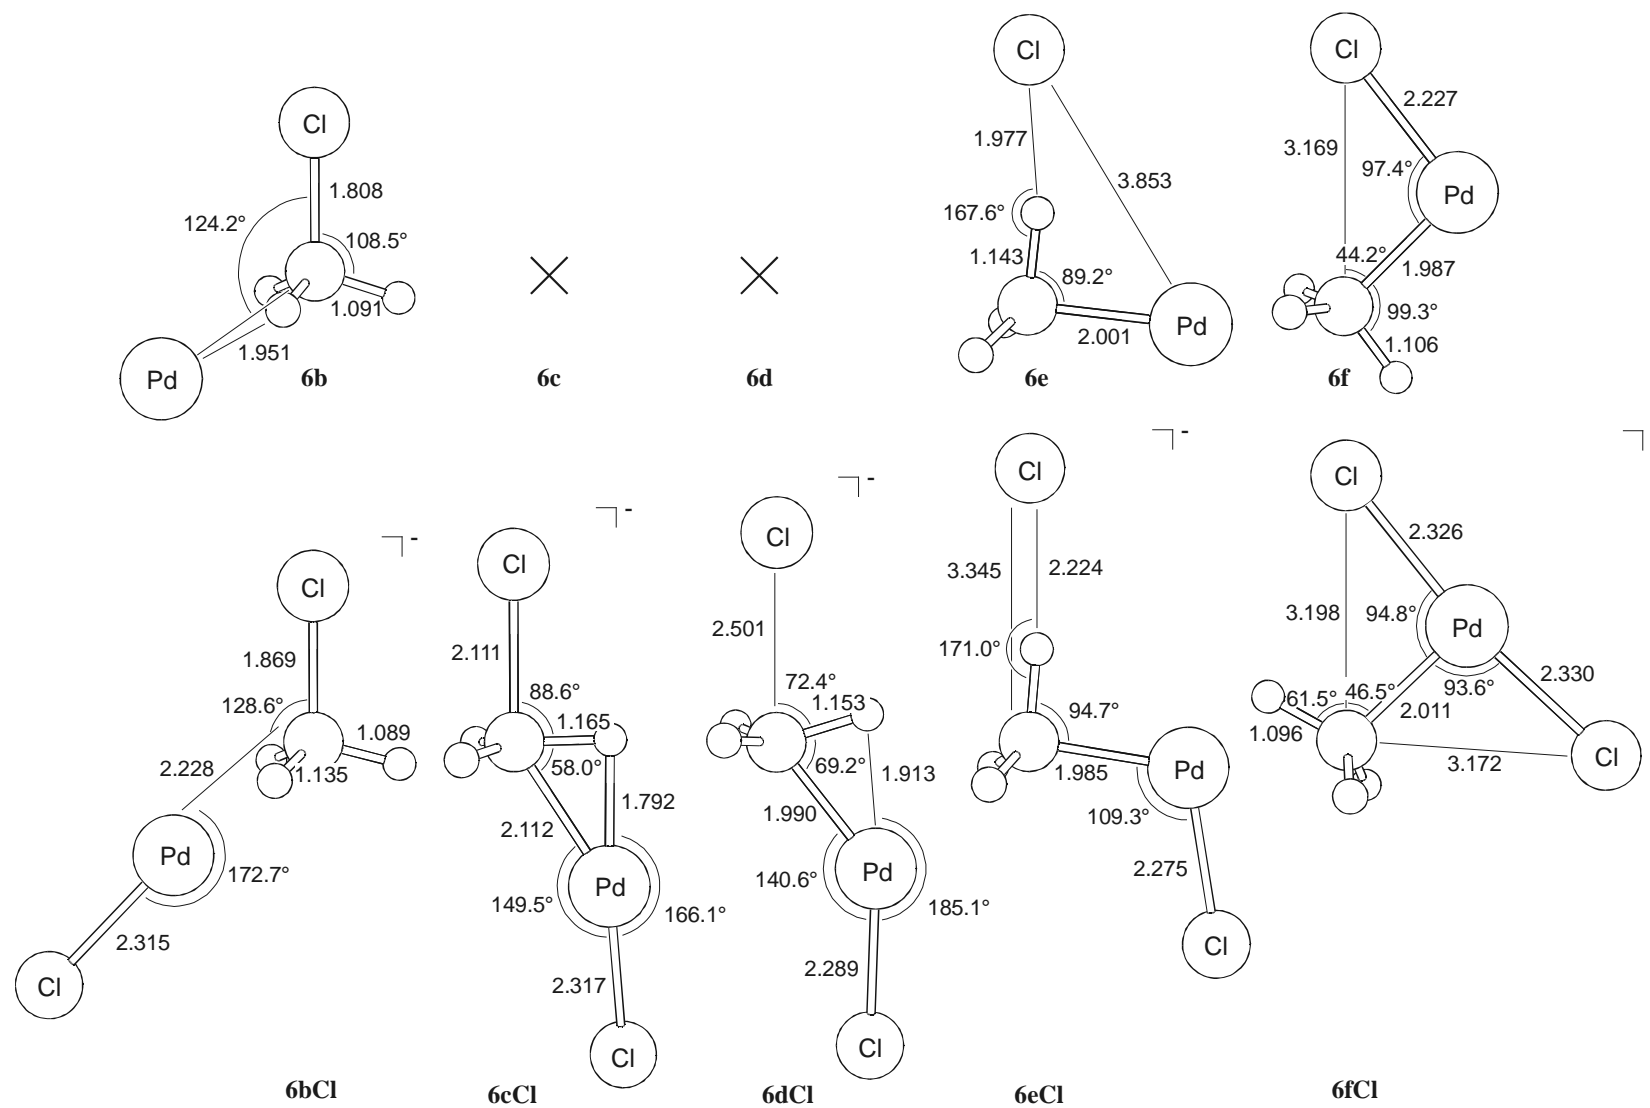 Cl
1.808
124.2°
108.5°
1.091
1.951
Pd
6b
6c
6d
Cl
1.977
3.853
167.6°
1.143
89.2°
2.001
Pd
6e
Cl
2.227
3.169
97.4°
Pd
44.2°
1.987
99.3°
1.106
6f
-
Cl
1.869
128.6°
1.089
2.228
1.135
Pd
172.7°
2.315
Cl
6bCl
-
Cl
2.111
88.6°
1.165
58.0°
1.792
2.112
Pd
149.5°
166.1°
2.317
Cl
6cCl
-
Cl
2.501
72.4°
1.153
69.2°
1.913
1.990
Pd
140.6°
185.1°
2.289
Cl
6dCl
-
Cl
3.345
2.224
171.0°
94.7°
1.985
Pd
109.3°
2.275
Cl
6eCl
Cl
2.326
3.198
94.8°
Pd
2.330
61.5°
46.5°
93.6°
2.011
1.096
3.172
Cl
6fCl